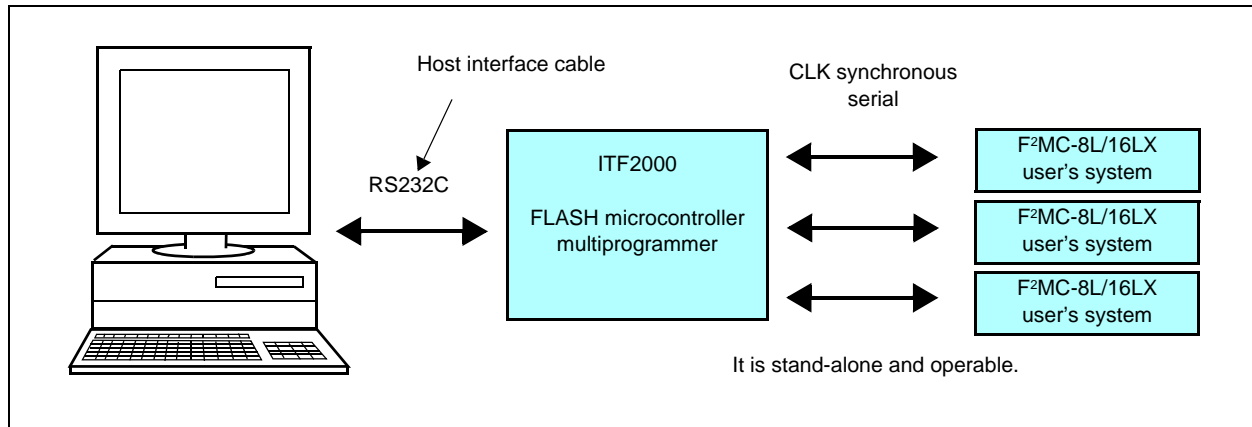 Host interface cable
RS232C
ITF2000
FLASH microcontroller
multiprogrammer
CLK synchronous
serial
F²MC-8L/16LX
user's system
F²MC-8L/16LX
user's system
F²MC-8L/16LX
user's system
It is stand-alone and operable.